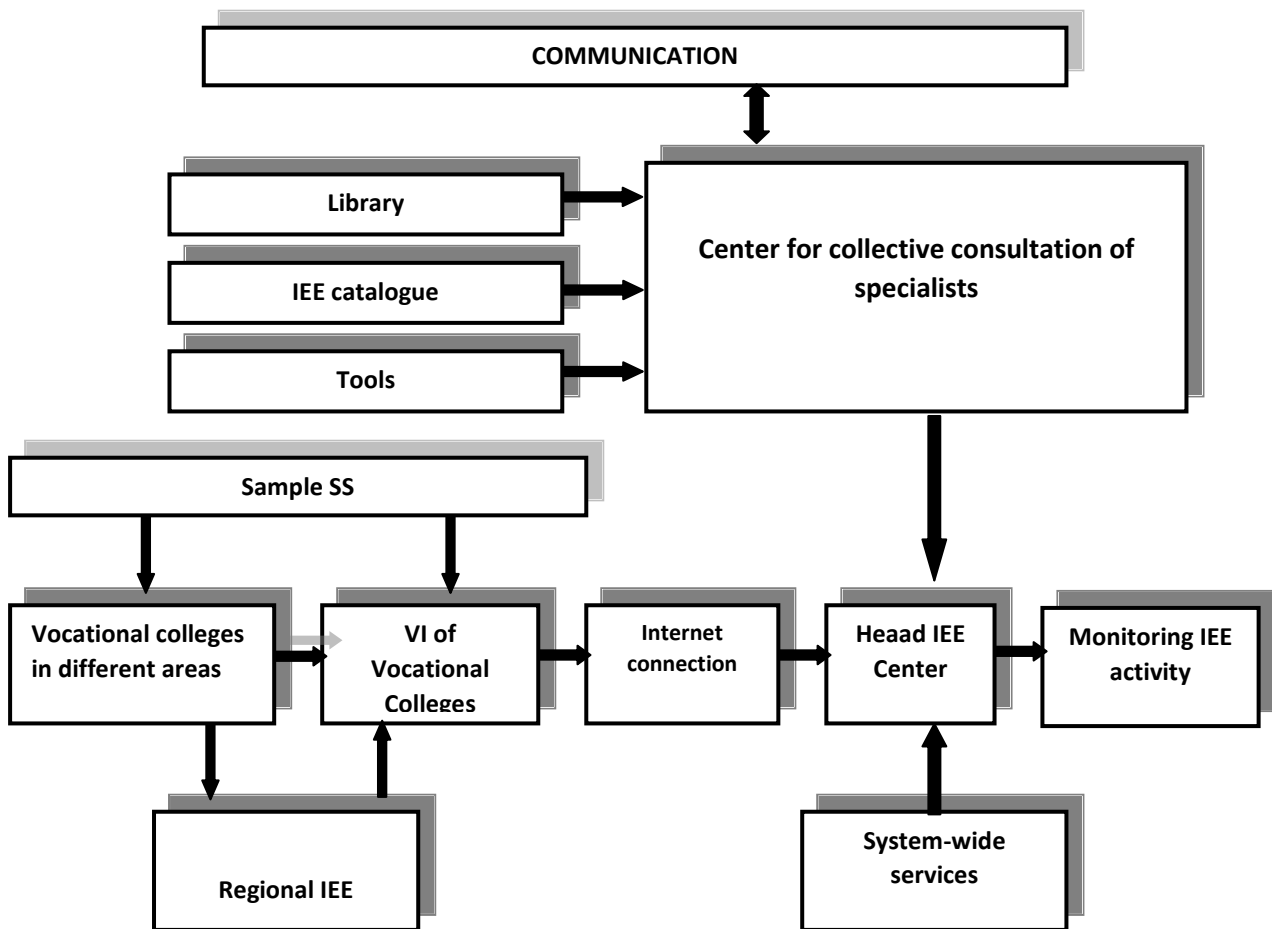 COMMUNICATION
Library
IEE catalogue
Tools
Center for collective consultation of
specialists
Sample SS
Vocational colleges
in different areas
VI of
Vocational
Colleges
Internet
connection
Heaad IEE
Center
Monitoring IEE
activity
Regional IEE
System-wide
services